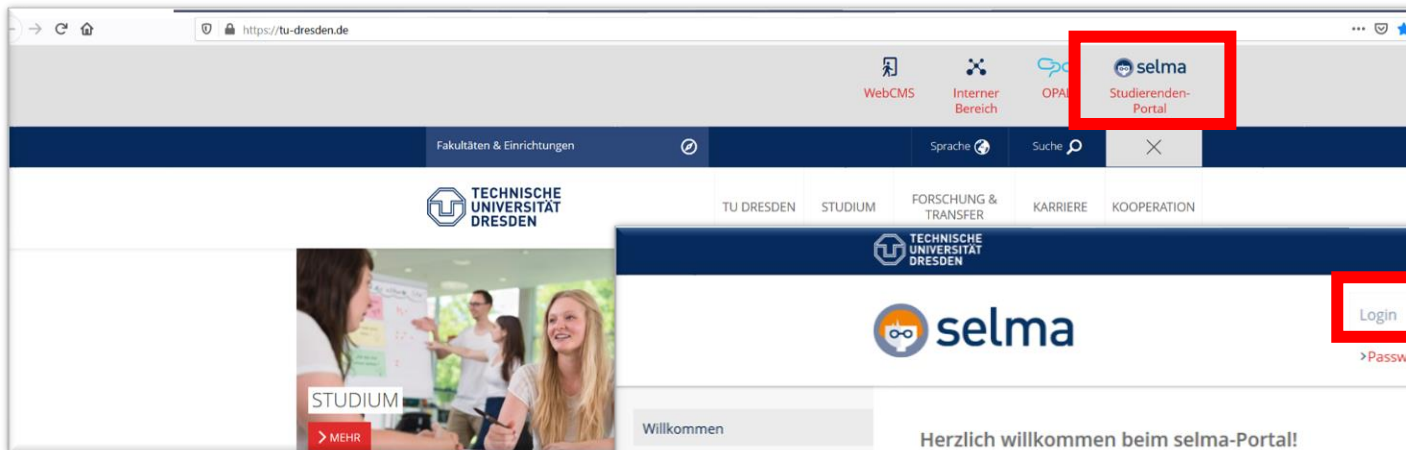 https://tu-dresden.de
selma
WebCMS
Interner
Bereich
Studierenden-
Portal
Fakultäten & Einrichtungen
Sprache
Suche
TECHNISCHE
UNIVERSITÄT
DRESDEN
TU DRESDEN
STUDIUM
FORSCHUNG &
TRANSFER
KARRIERE
KOOPERATION
TECHNISCHE
UNIVERSITÄT
DRESDEN
selma
Login
STUDIUM
MEHR
Willkommen
Herzlich willkommen beim selma-Portal!